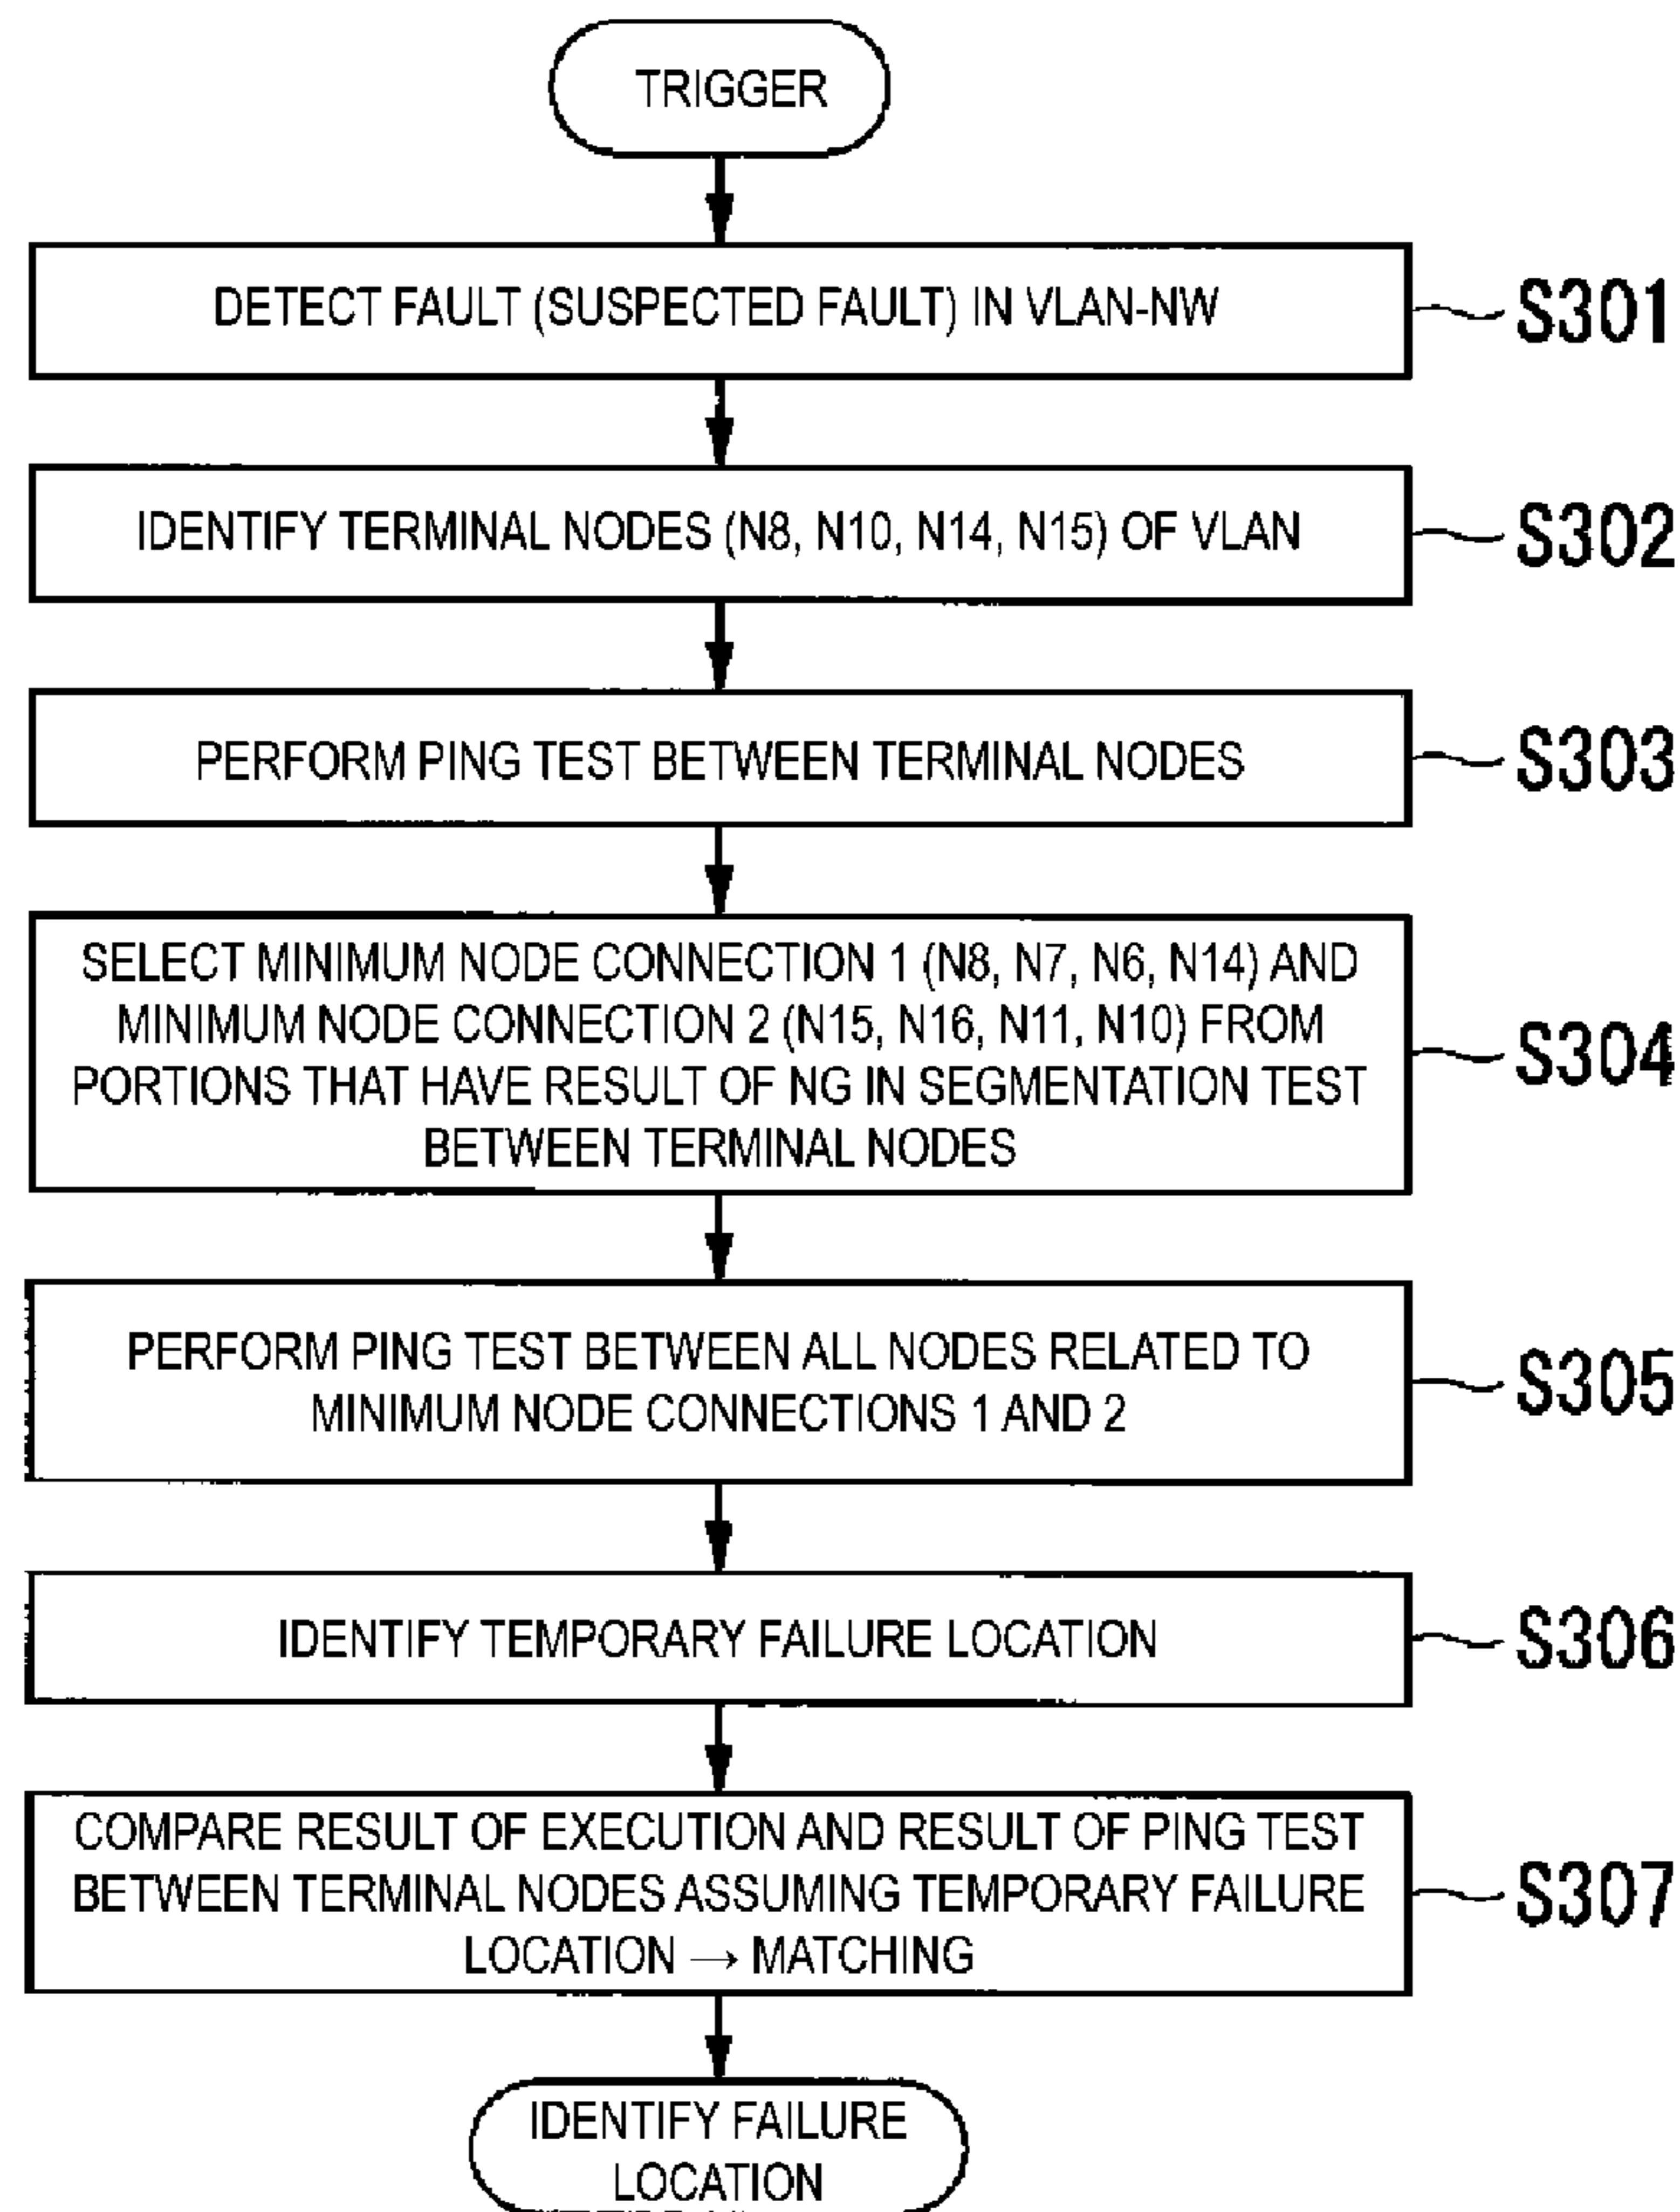 TRIGGER
DETECT FAULT (SUSPECTED FAULT) IN VLAN-NW
S301
IDENTIFY TERMINAL NODES (N8, N10, N14, N15) OF VLAN
S302
PERFORM PING TEST BETWEEN TERMINAL NODES
S303
SELECT MINIMUM NODE CONNECTION 1 (N8, N7, N6, N14) AND
MINIMUM NODE CONNECTION 2 (N15, N16, N11, N10) FROM
PORTIONS THAT HAVE RESULT OF NG IN SEGMENTATION TEST
BETWEEN TERMINAL NODES
S304
PERFORM PING TEST BETWEEN ALL NODES RELATED TO
MINIMUM NODE CONNECTIONS 1 AND 2
S305
IDENTIFY TEMPORARY FAILURE LOCATION
S306
COMPARE RESULT OF EXECUTION AND RESULT OF PING TEST
BETWEEN TERMINAL NODES ASSUMING TEMPORARY FAILURE
LOCATION → MATCHING
S307
IDENTIFY FAILURE
LOCATION